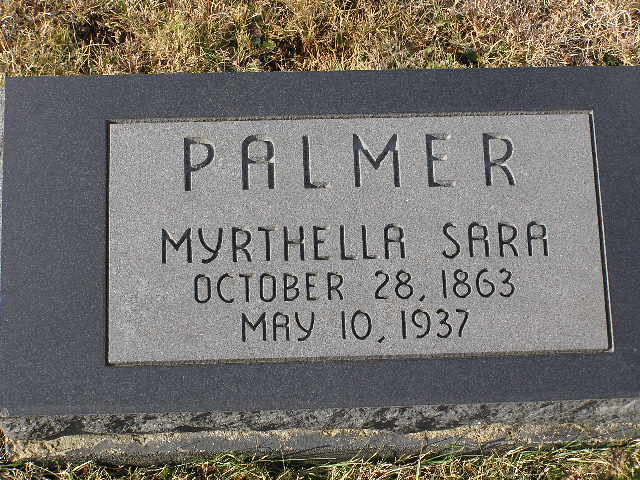 PALMER
MYRTHELLA SARA
OCTOBER 28, 1863
MAY 10, 1937